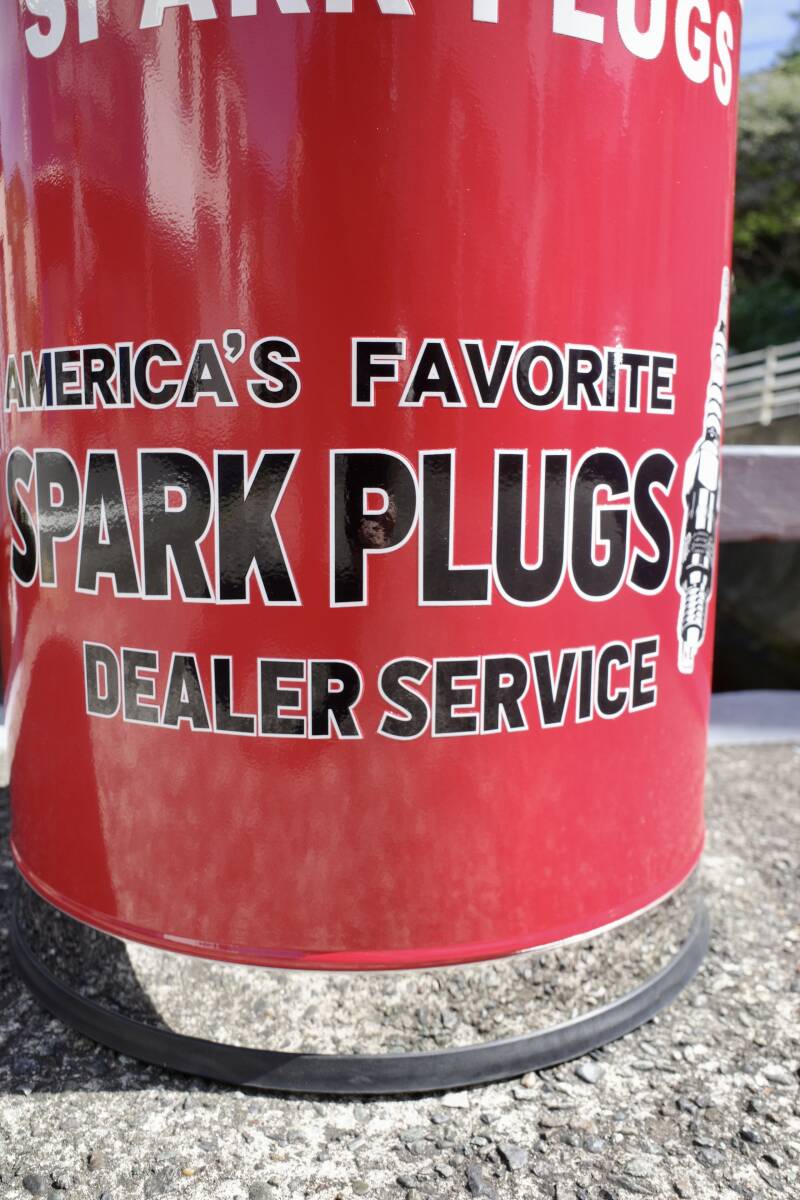 SPARK PLUGS
AMERICA'S FAVORITE
SPARK PLUGS
DEALER SERVICE